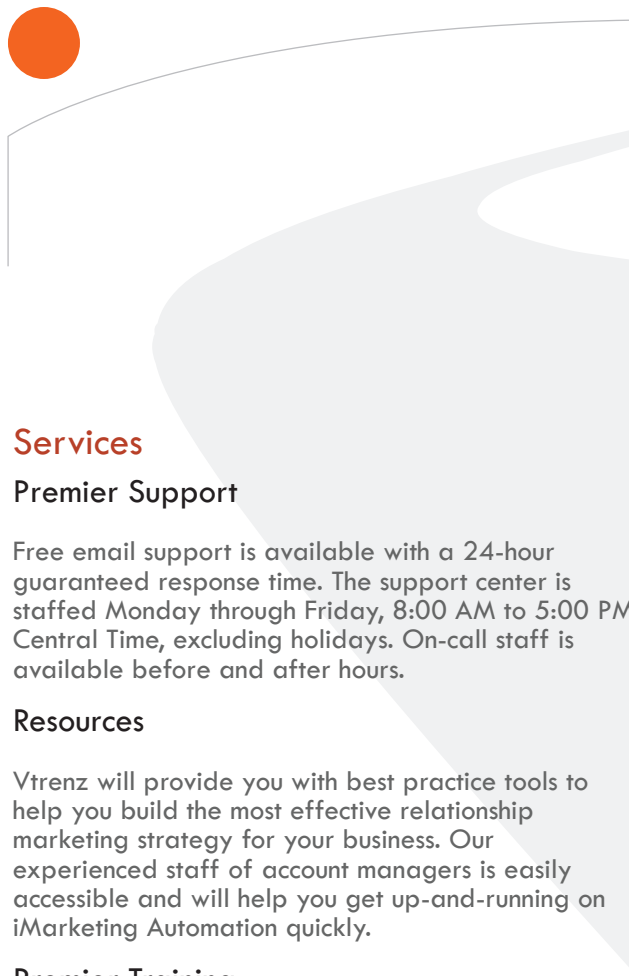 Services
Premier Support
Free email support is available with a 24-hour
guaranteed response time. The support center is
staffed Monday through Friday, 8:00 AM to 5:00 PM
Central Time, excluding holidays. On-call staff is
available before and after hours.
Resources
Vtrenz will provide you with best practice tools to
help you build the most effective relationship
marketing strategy for your business. Our
experienced staff of account managers is easily
accessible and will help you get up-and-running on
iMarketing Automation quickly.
Premier Training